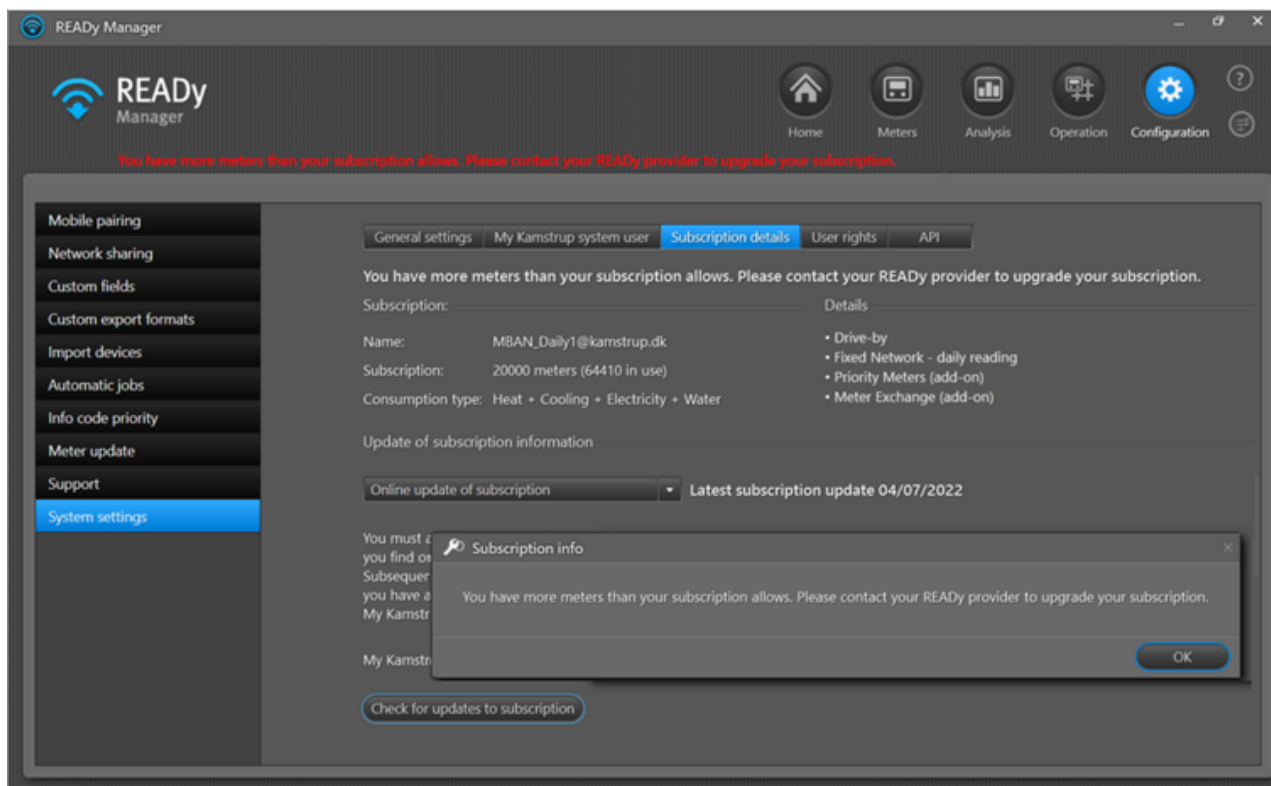 READy Manager
READy
Manager
Home
Meters
Analysis
Operation
Configuration
?
You have more meters than your subscription allows. Please contact your READy provider to upgrade your subscription.
Mobile pairing
Network sharing
Custom fields
Custom export formats
Import devices
Automatic jobs
Info code priority
Meter update
Support
System settings
General settings
My Kamstrup system user
Subscription details
User rights
API
You have more meters than your subscription allows. Please contact your READy provider to upgrade your subscription.
Subscription:
Name: MBAN_Daily1@kamstrup.dk
Subscription: 20000 meters (64410 in use)
Consumption type: Heat + Cooling + Electricity + Water
Details
• Drive-by
• Fixed Network - daily reading
• Priority Meters (add-on)
• Meter Exchange (add-on)
Update of subscription information
Online update of subscription
Latest subscription update 04/07/2022
You must
you find
Subsequer
you have a
My Kamstr
My Kamstr
Subscription info
You have more meters than your subscription allows. Please contact your READy provider to upgrade your subscription.
OK
Check for updates to subscription